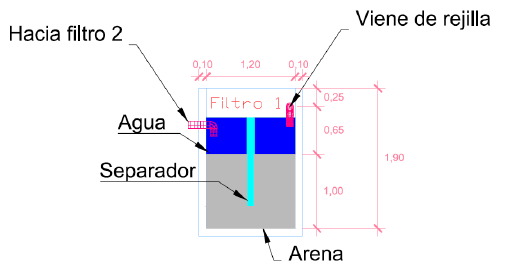 Viene de rejilla
Hacia filtro 2
0,10 1,20 0,10
Filtro 1
0,25
Agua
0,65
1,90
Separador
1,00
Arena